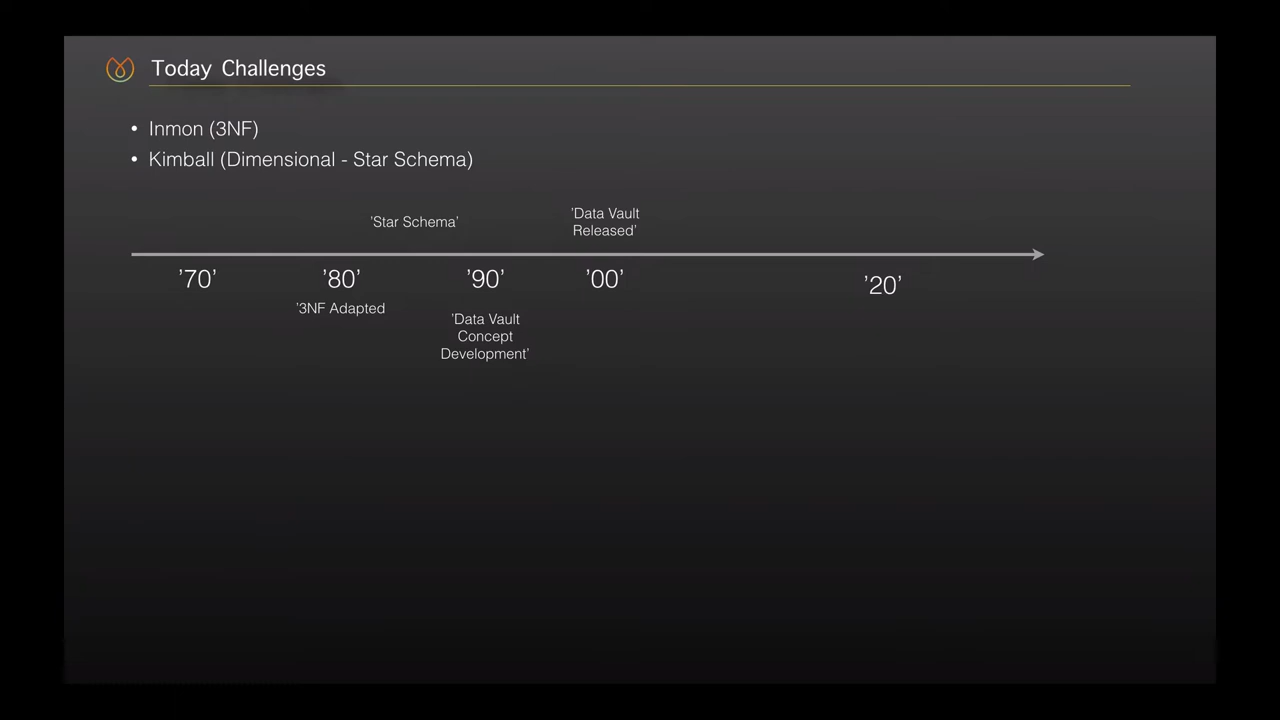 Today Challenges
• Inmon (3NF)
• Kimball (Dimensional - Star Schema)
’Star Schema’
’Data Vault
Released’
’70’ ’80’ ’90’ ’00’ ’20’
’3NF Adapted
’Data Vault
Concept
Development’